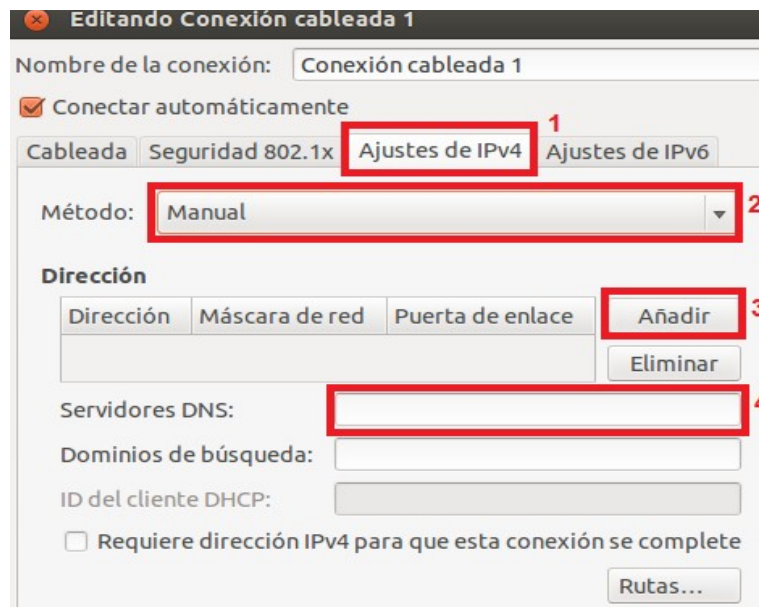 Editando Conexión cableada 1
Nombre de la conexión: Conexión cableada 1
Conectar automáticamente
1
Cableada Seguridad 802.1x Ajustes de IPv4 Ajustes de IPv6
Método: Manual 2
Dirección
Dirección Máscara de red Puerta de enlace Añadir 3
Eliminar
Servidores DNS: 4
Dominios de búsqueda:
ID del cliente DHCP:
Requiere dirección IPv4 para que esta conexión se complete
Rutas...